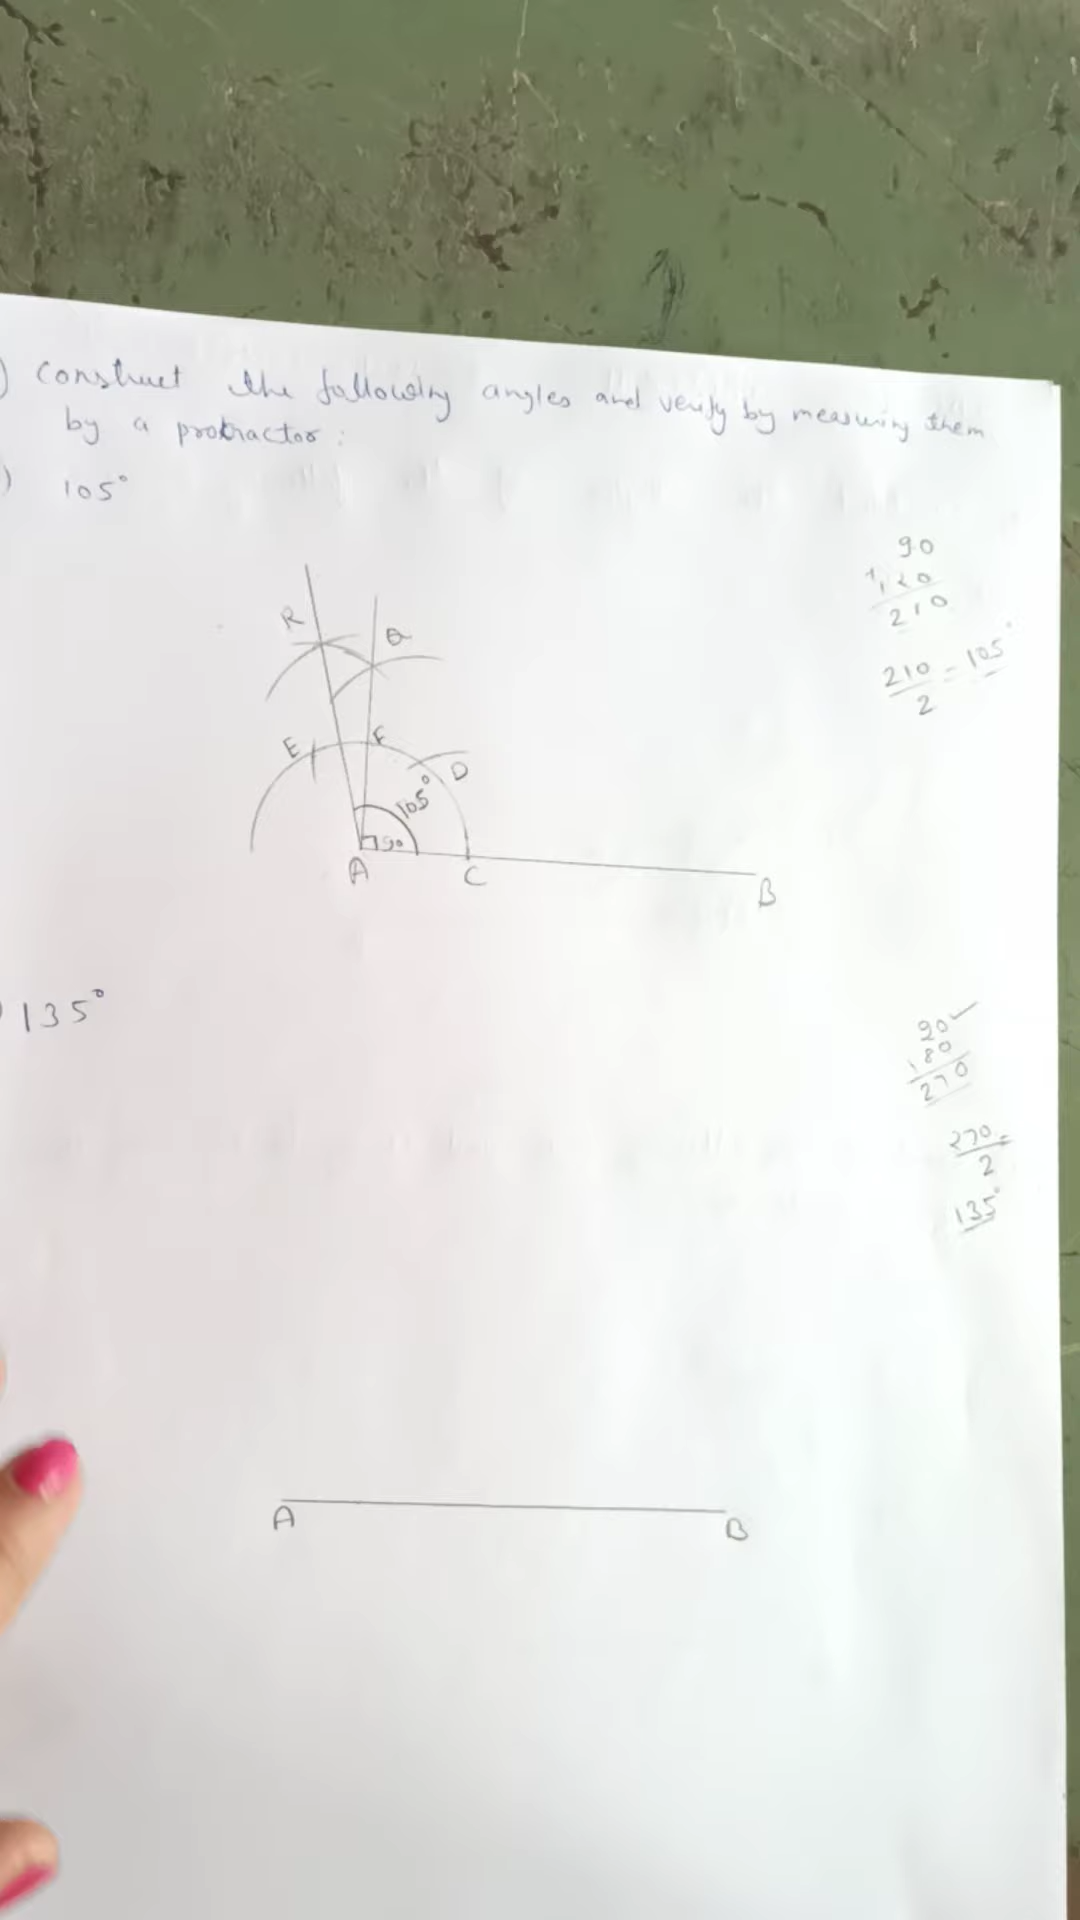 ) construct the following angles and verify by measuring them
by a protractor:
) 105°
90
+120
210
210/2 = 105°
R
Q
E
F
D
105°
90
A
C
B
) 135°
90 ✓
180
270
270/2 =
135°
A
B